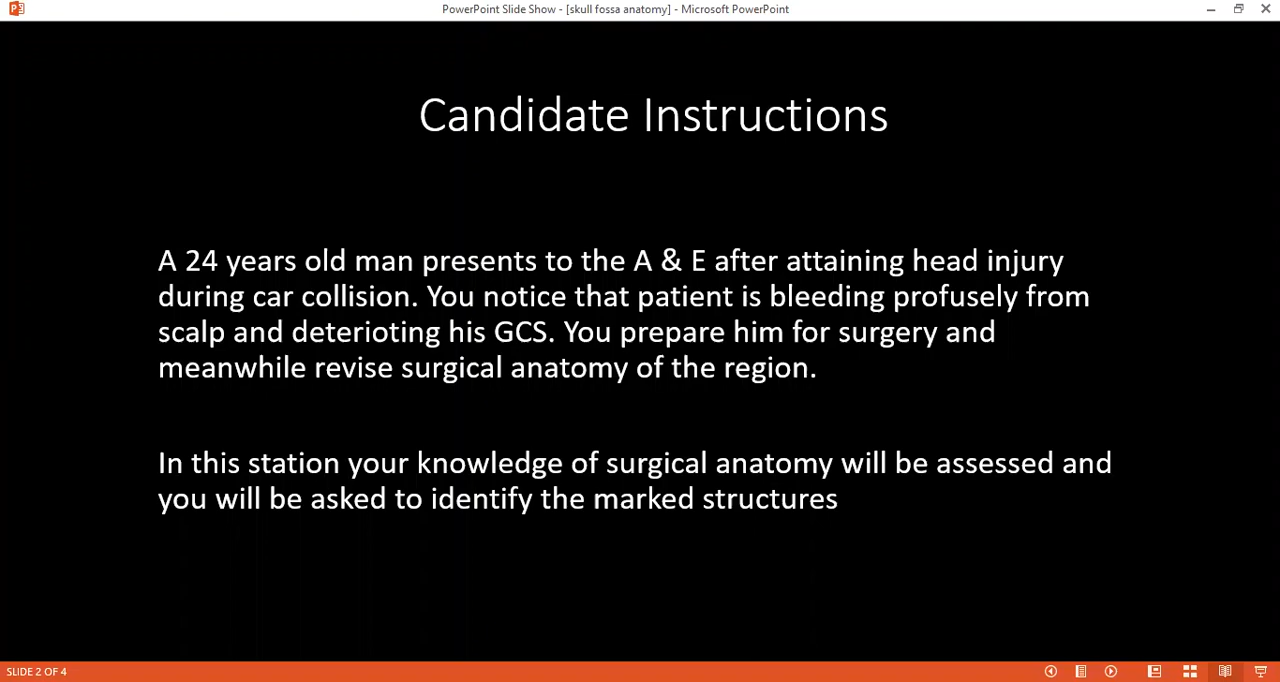 PowerPoint Slide Show - [skull fossa anatomy] - Microsoft PowerPoint
Candidate Instructions
A 24 years old man presents to the A & E after attaining head injury
during car collision. You notice that patient is bleeding profusely from
scalp and deterioting his GCS. You prepare him for surgery and
meanwhile revise surgical anatomy of the region.
In this station your knowledge of surgical anatomy will be assessed and
you will be asked to identify the marked structures
SLIDE 2 OF 4